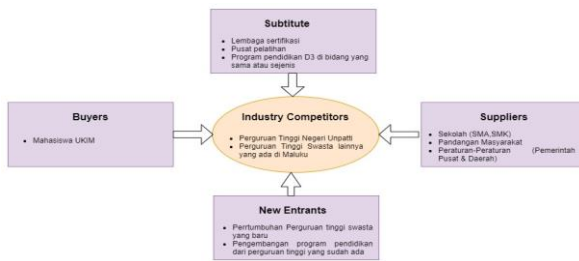 Subtitute
Lembaga sertifikasi
Pusat pelatihan
Program pendidikan D3 di bidang yang
sama atau sejenis
Buyers
Mahasiswa UKIM
Industry Competitors
Perguruan Tinggi Negeri Unpatti
Perguruan Tinggi Swasta lainnya
yang ada di Maluku
Suppliers
Sekolah (SMA,SMK)
Pandangan Masyarakat
Peraturan-Peraturan (Pemerintah
Pusat & Daerah)
New Entrants
Perrtumbuhan Perguruan tinggi swasta
yang baru
Pengembangan program pendidikan
dari perguruan tinggi yang sudah ada